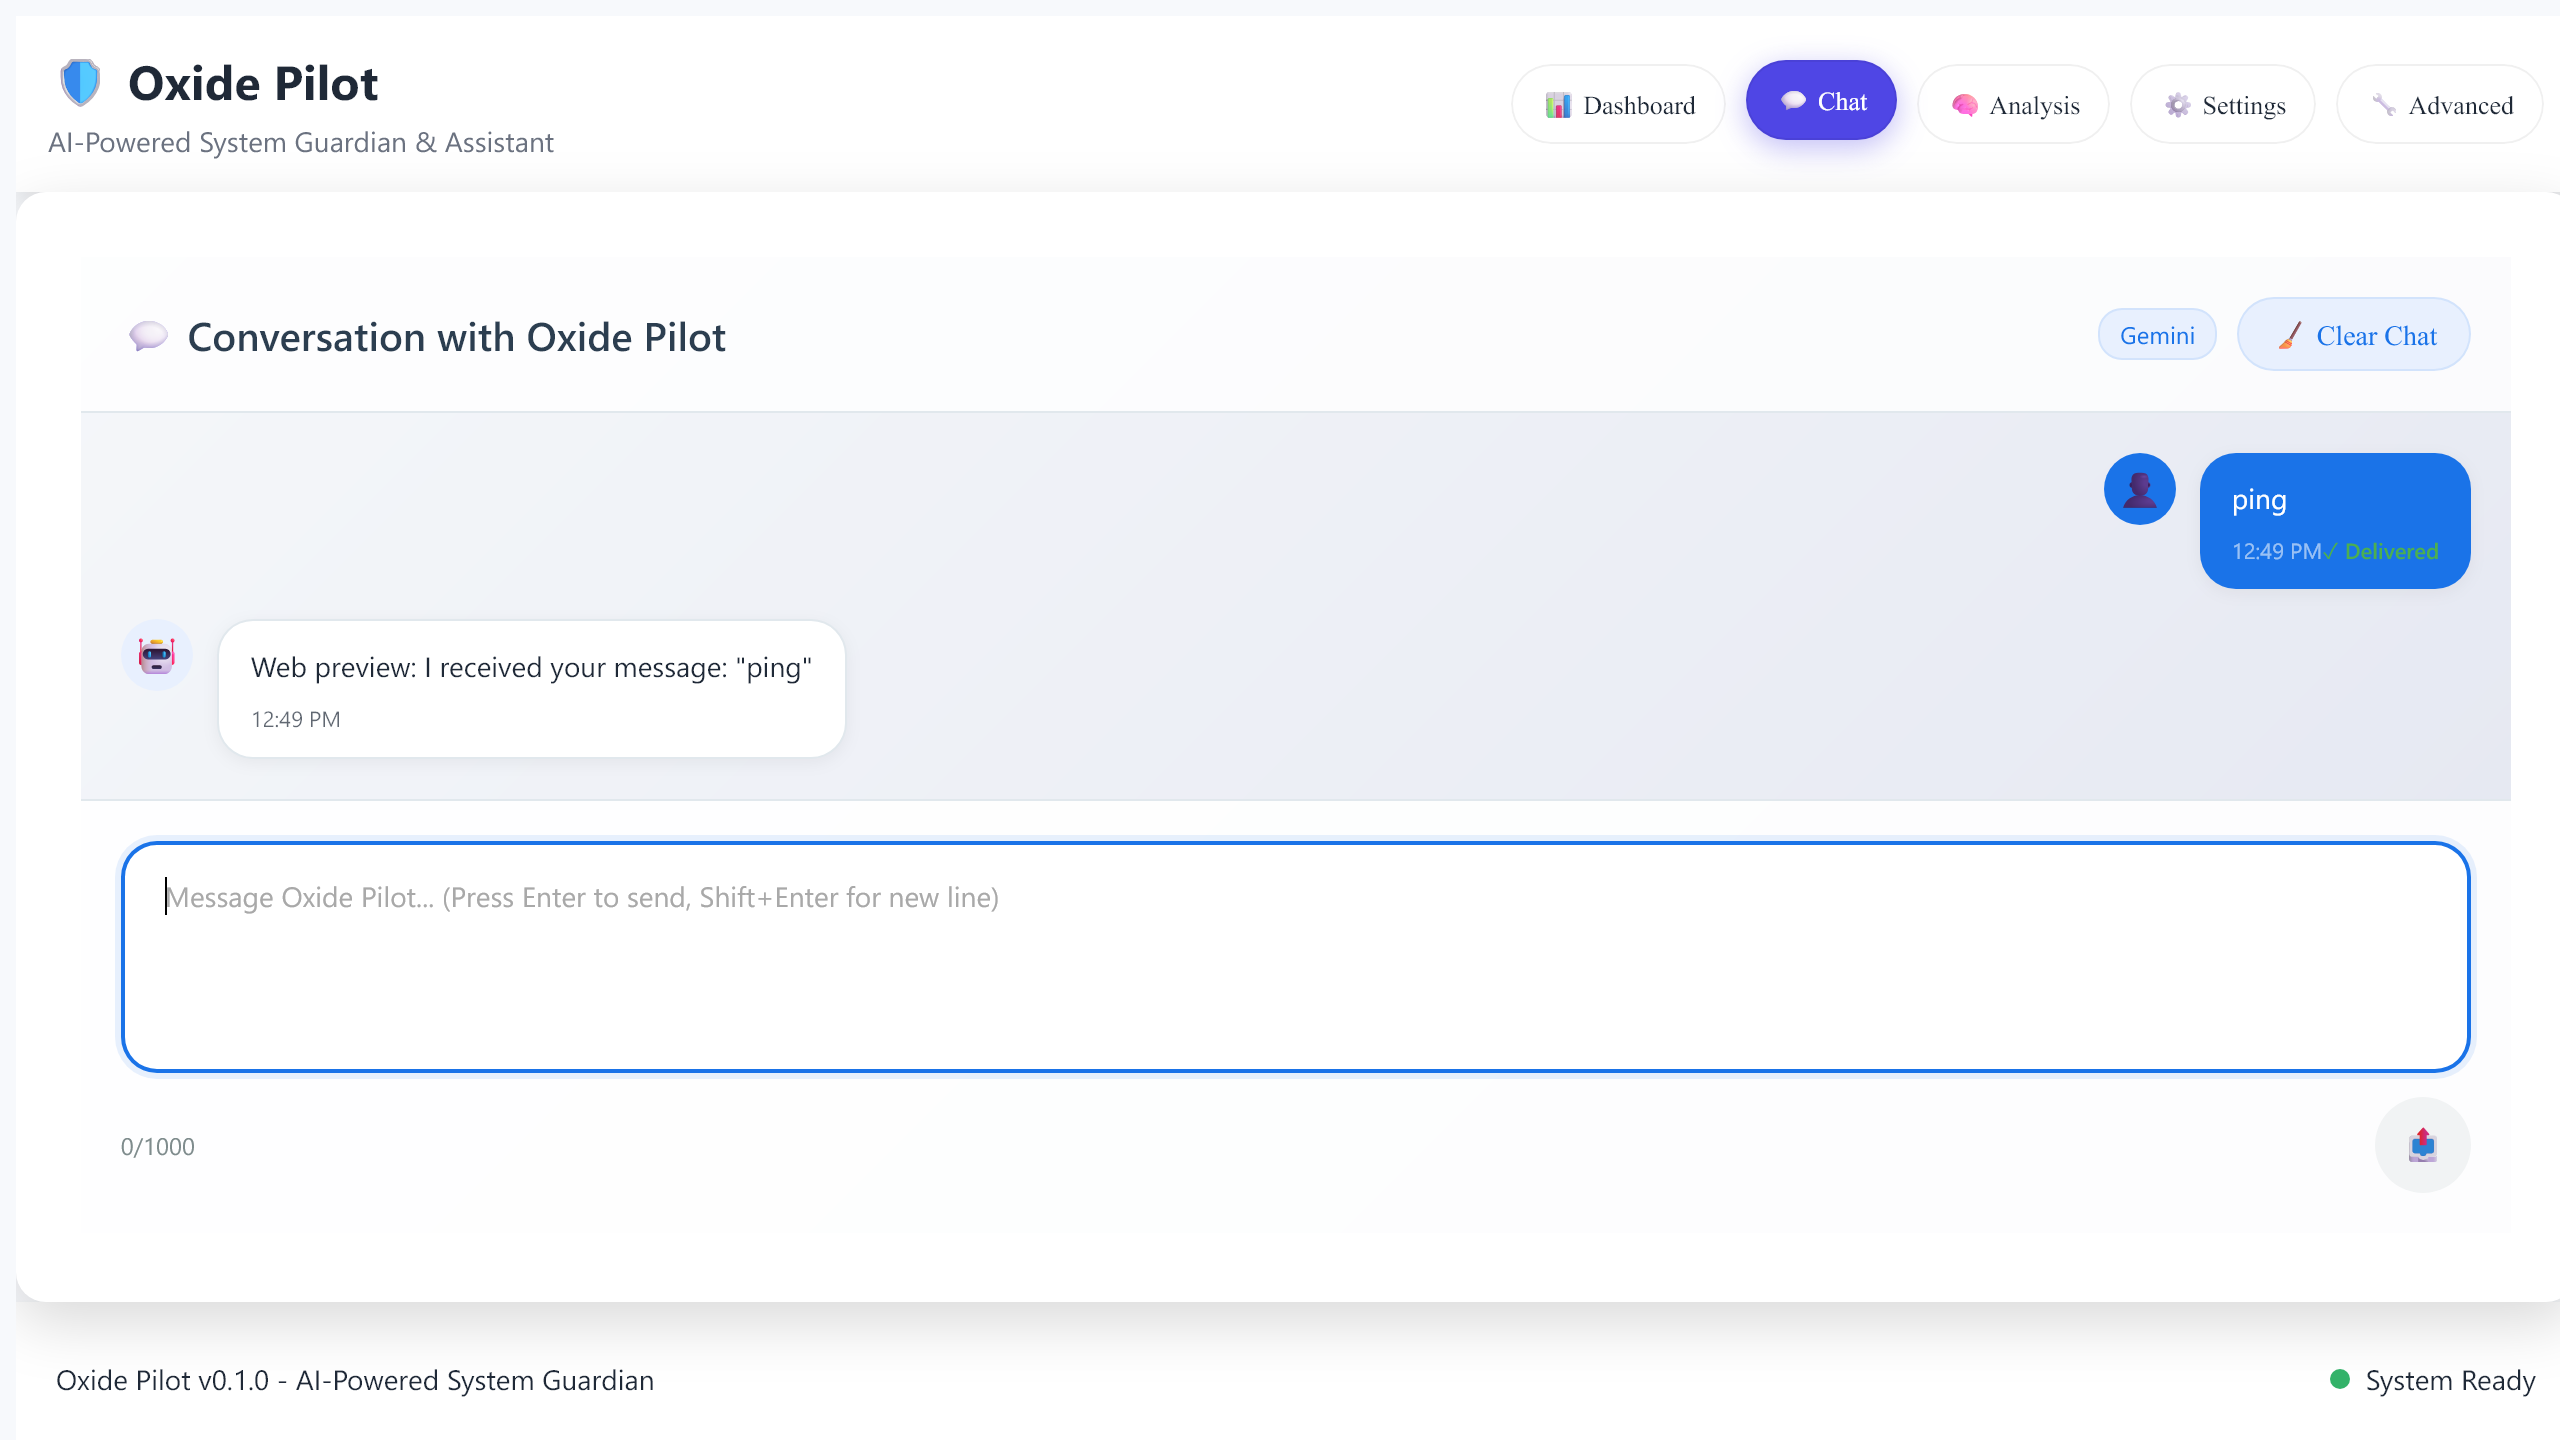 Oxide Pilot
AI-Powered System Guardian & Assistant
Dashboard
Chat
Analysis
Settings
Advanced
Conversation with Oxide Pilot
Gemini
Clear Chat
ping
12:49 PM✓ Delivered
Web preview: I received your message: "ping"
12:49 PM
Message Oxide Pilot... (Press Enter to send, Shift+Enter for new line)
0/1000
Oxide Pilot v0.1.0 - AI-Powered System Guardian
System Ready